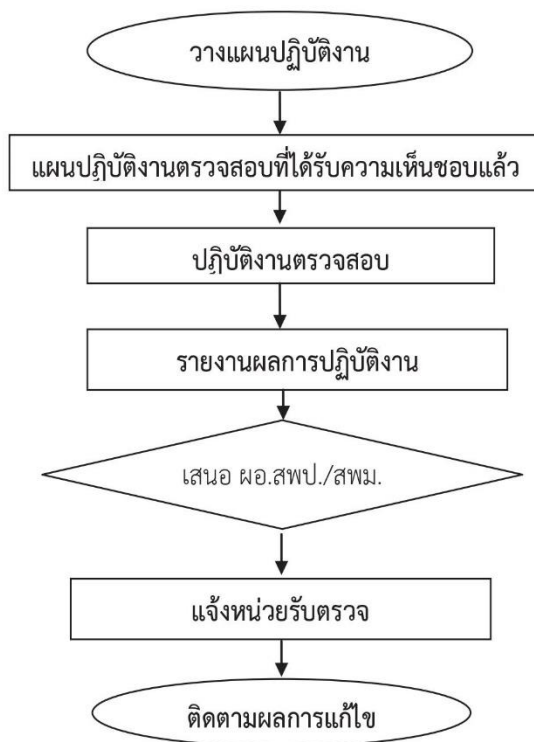 วางแผนปฏิบัติงาน
แผนปฏิบัติงานตรวจสอบที่ได้รับความเห็นชอบแล้ว
ปฏิบัติงานตรวจสอบ
รายงานผลการปฏิบัติงาน
เสนอ ผอ.สพป./สพม.
แจ้งหน่วยรับตรวจ
ติดตามผลการแก้ไข